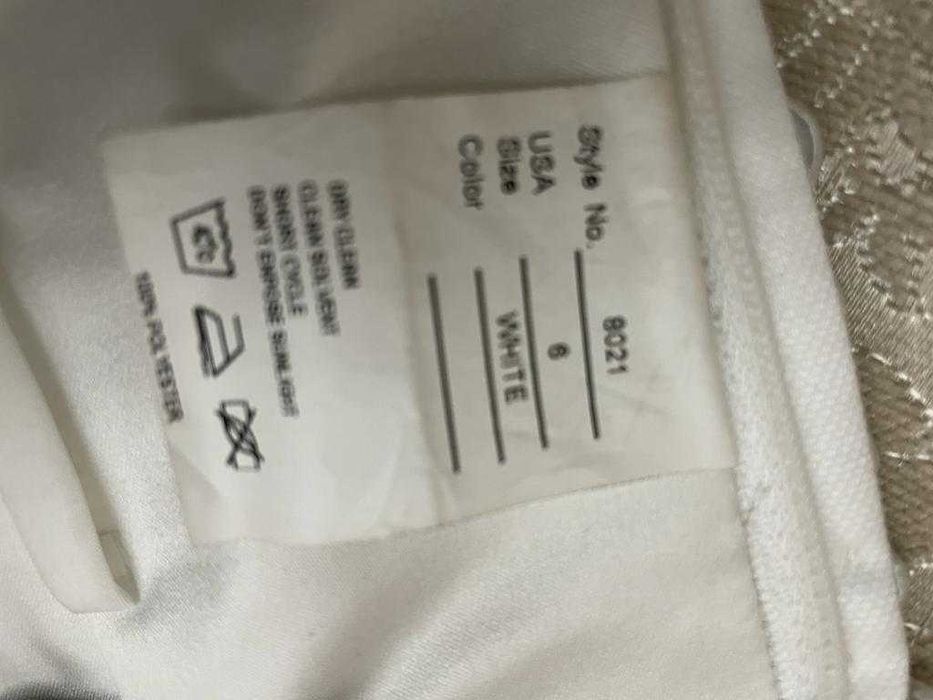 Style No. 8021
USA
Size 6
Color WHITE
DRY CLEAN
CLEAN SOLVENT
SHORT CYCLE
DON'T EXPOSE SUNLIGHT
100% POLYESTER